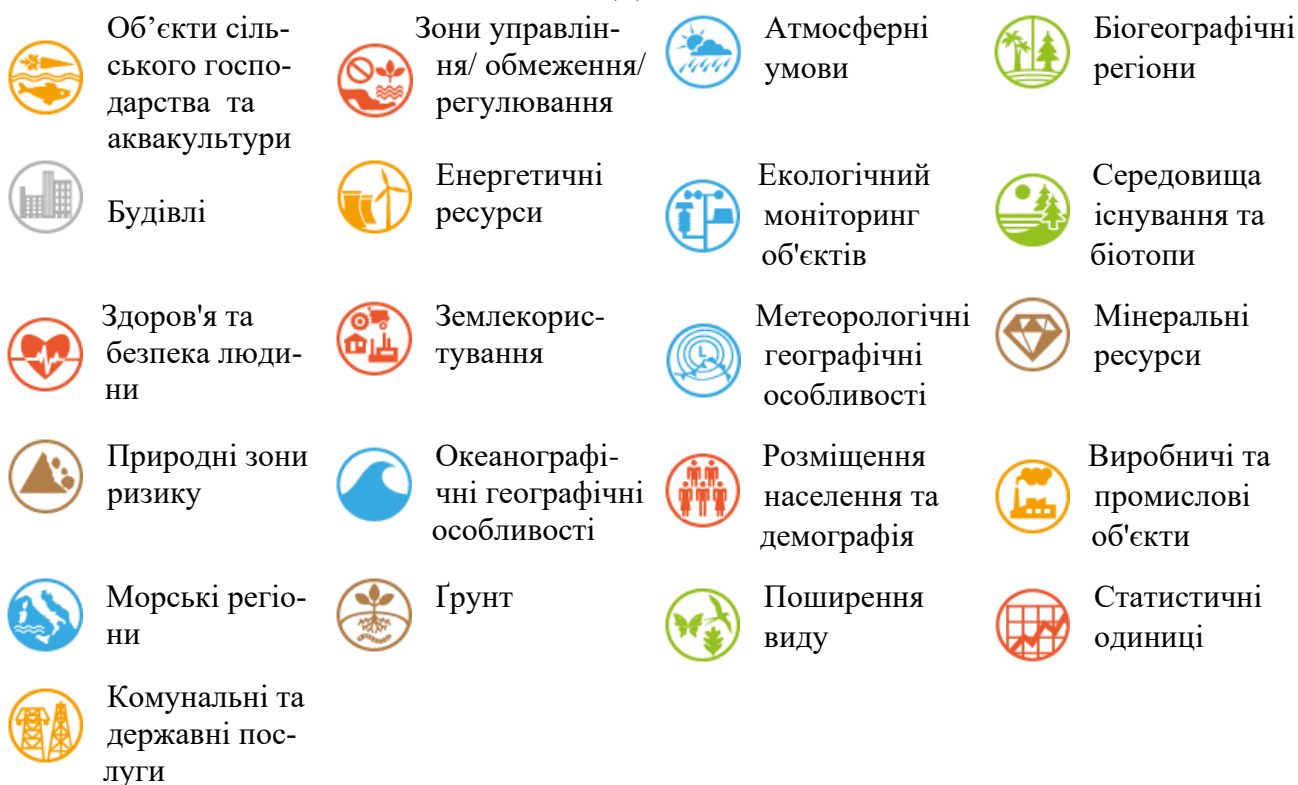 Об’єкти сіль-
ського госпо-
дарства та
аквакультури
Зони управлін-
ня/ обмеження/
регулювання
Атмосферні
умови
Біогеографічні
регіони
Будівлі
Енергетичні
ресурси
Екологічний
моніторинг
об'єктів
Середовища
існування та
біотопи
Здоров'я та
безпека люди-
ни
Землекорис-
тування
Метеорологічні
географічні
особливості
Мінеральні
ресурси
Природні зони
ризику
Океанографі-
чні географічні
особливості
Розміщення
населення та
демографія
Виробничі та
промислові
об'єкти
Морські регіо-
ни
Ґрунт
Поширення
виду
Статистичні
одиниці
Комунальні та
державні пос-
луги